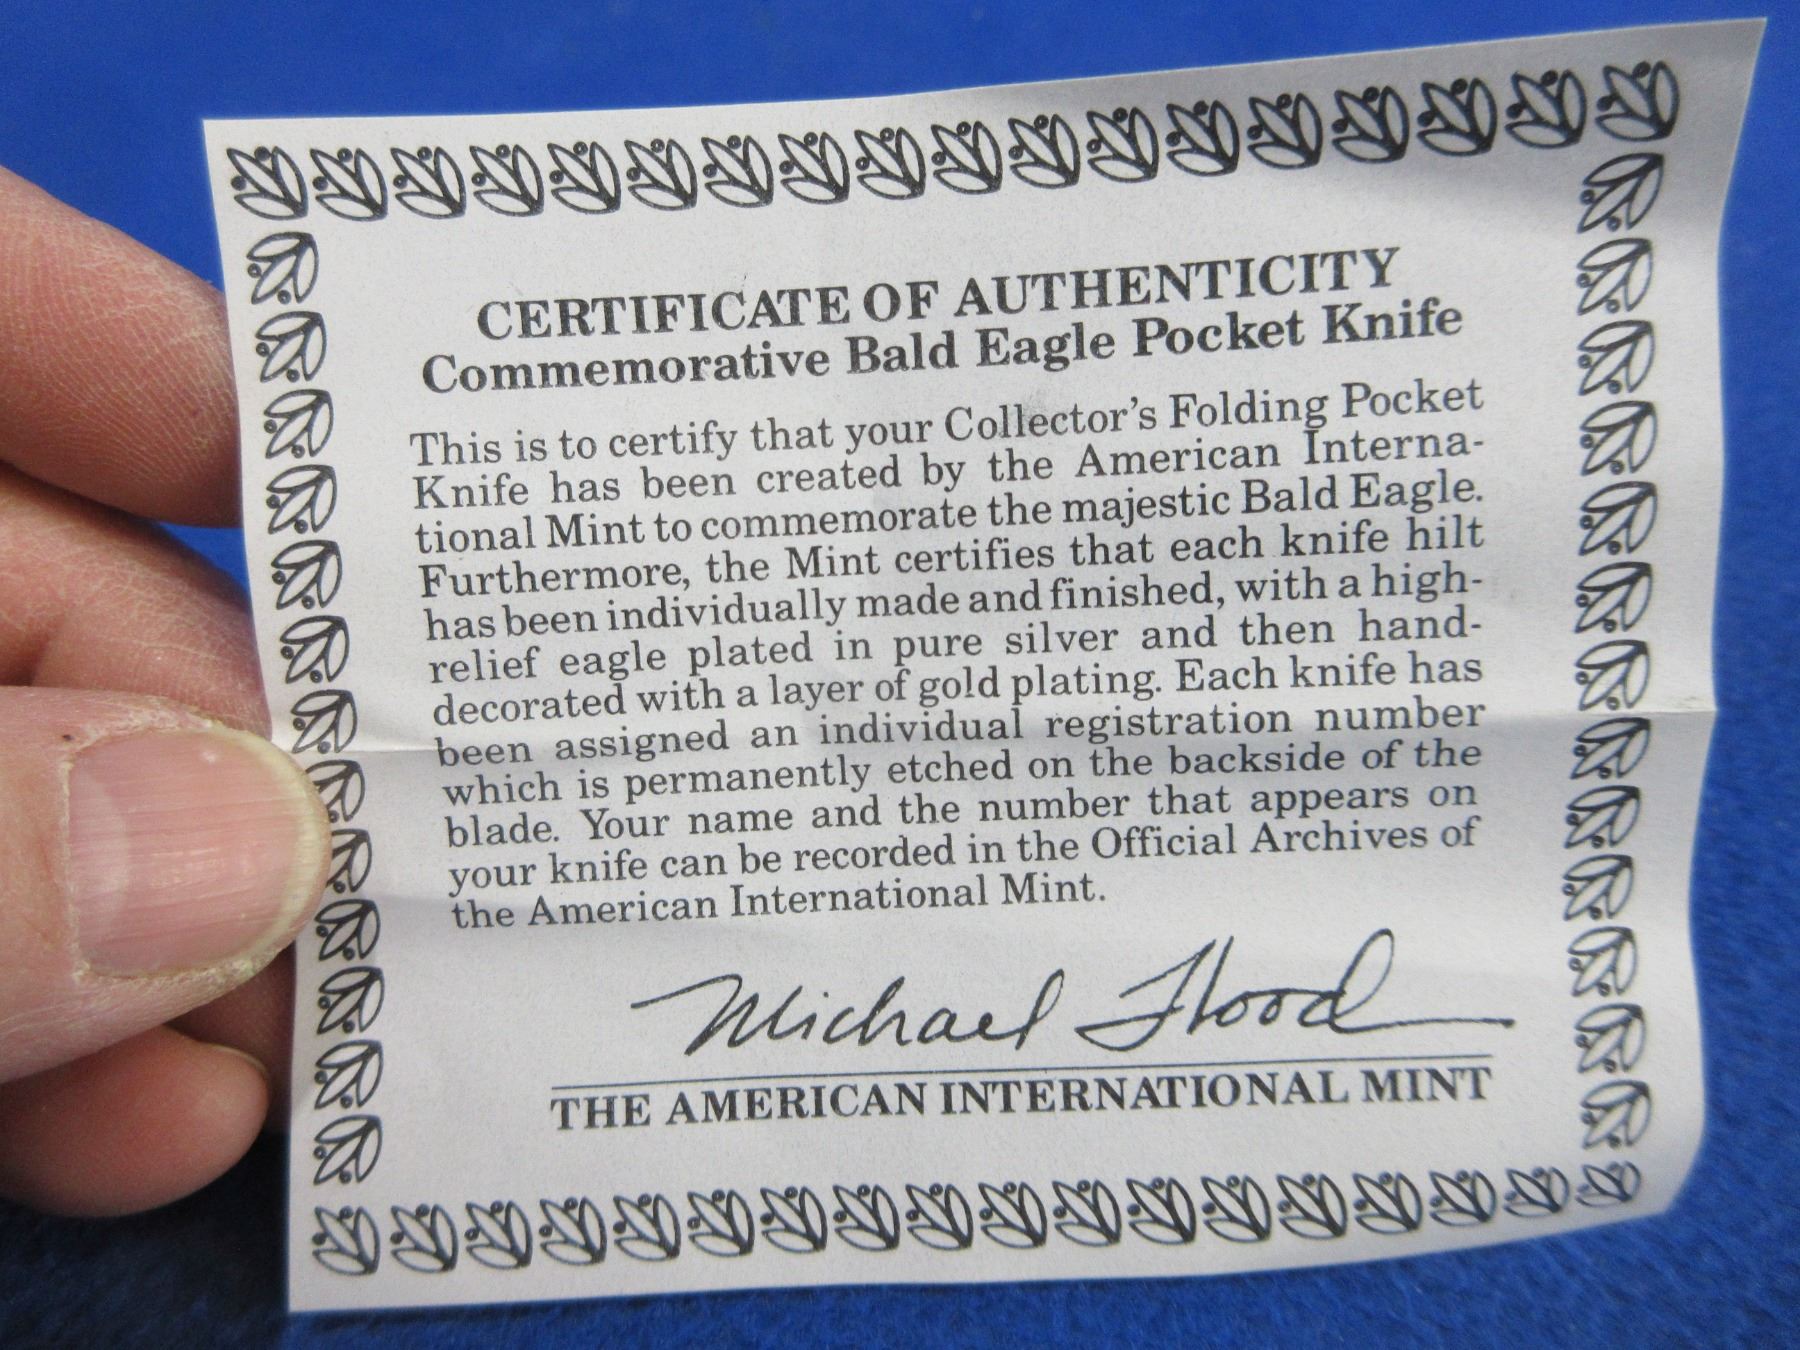 CERTIFICATE OF AUTHENTICITY
Commemorative Bald Eagle Pocket Knife
This is to certify that your Collector's Folding Pocket
Knife has been created by the American Interna-
tional Mint to commemorate the majestic Bald Eagle.
Furthermore, the Mint certifies that each knife hilt
has been individually made and finished, with a high-
relief eagle plated in pure silver and then hand-
decorated with a layer of gold plating. Each knife has
been assigned an individual registration number
which is permanently etched on the backside of the
blade. Your name and the number that appears on
your knife can be recorded in the Official Archives of
the American International Mint.
Michael Flood
THE AMERICAN INTERNATIONAL MINT